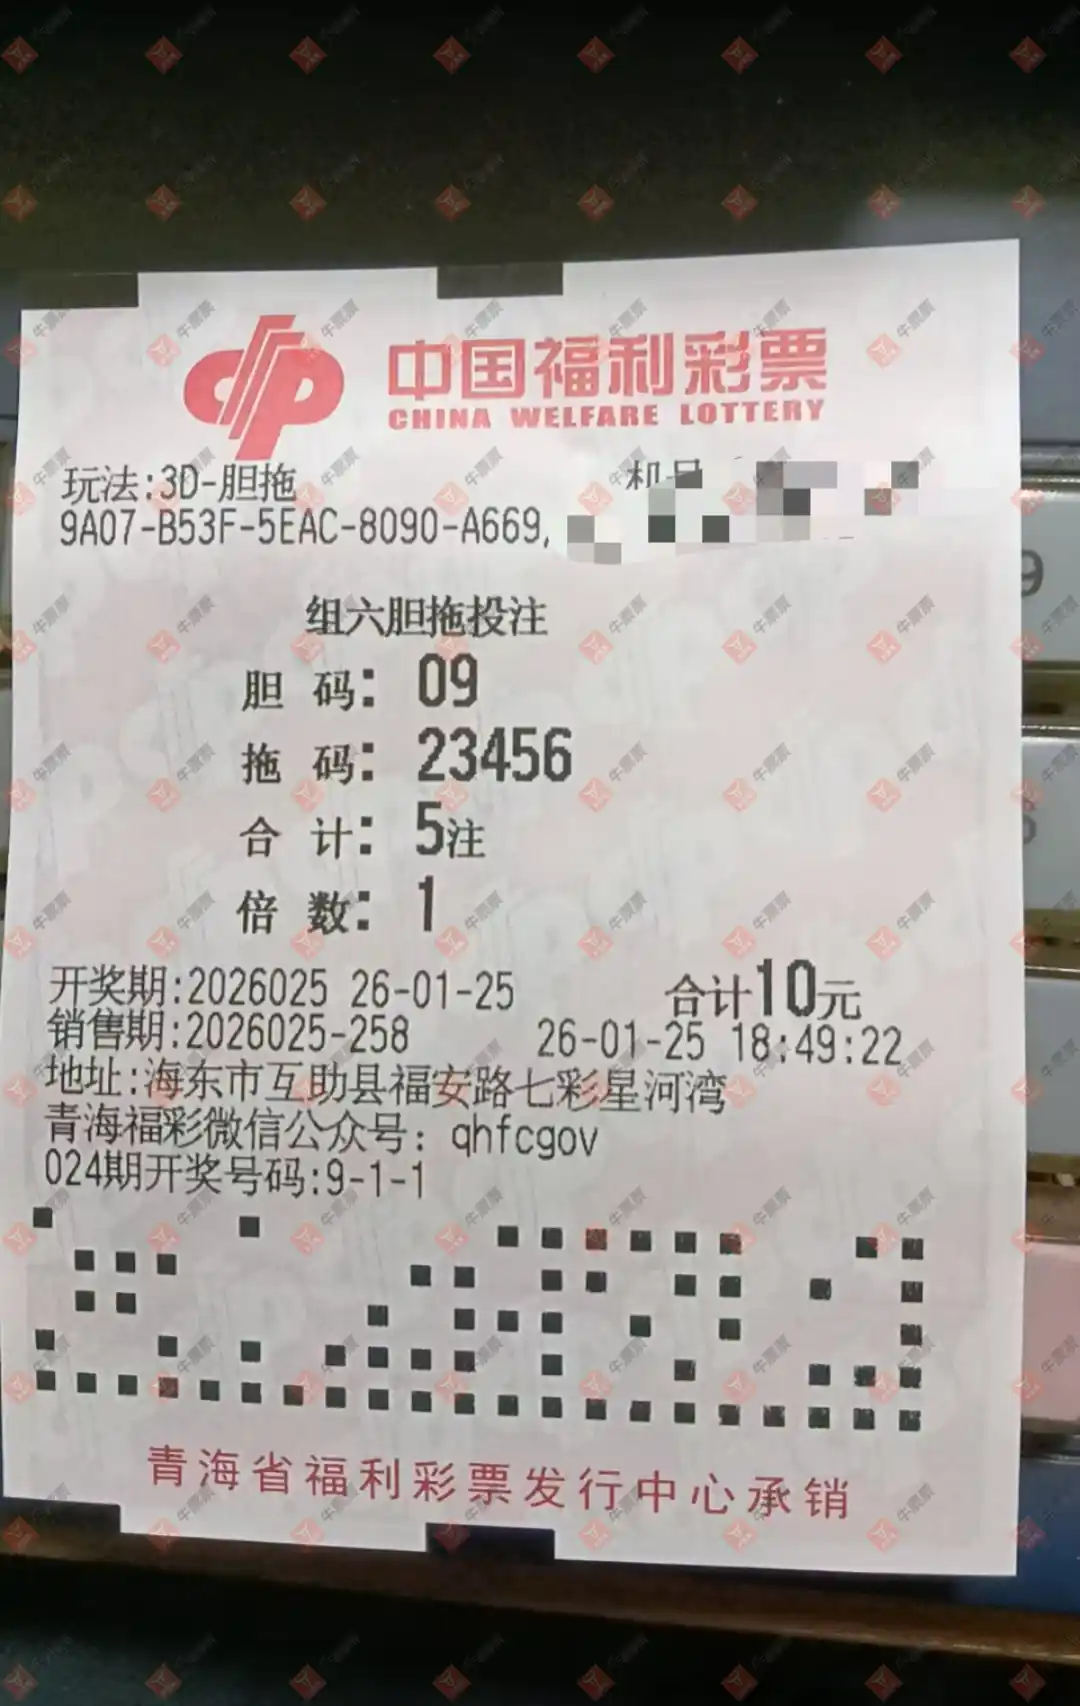 中国福利彩票
CHINA WELFARE LOTTERY
玩法:3D-胆拖
9A07-B53F-5EAC-8090-A669,
组六胆拖投注
胆 码: 09
拖 码: 23456
合 计: 5注
倍 数: 1
开奖期:2026025 26-01-25 合计10元
销售期:2026025-258 26-01-25 18:49:22
地址:海东市互助县福安路七彩星河湾
青海福彩微信公众号: qhfcgov
024期开奖号码:9-1-1
青海省福利彩票发行中心承销
牛票票